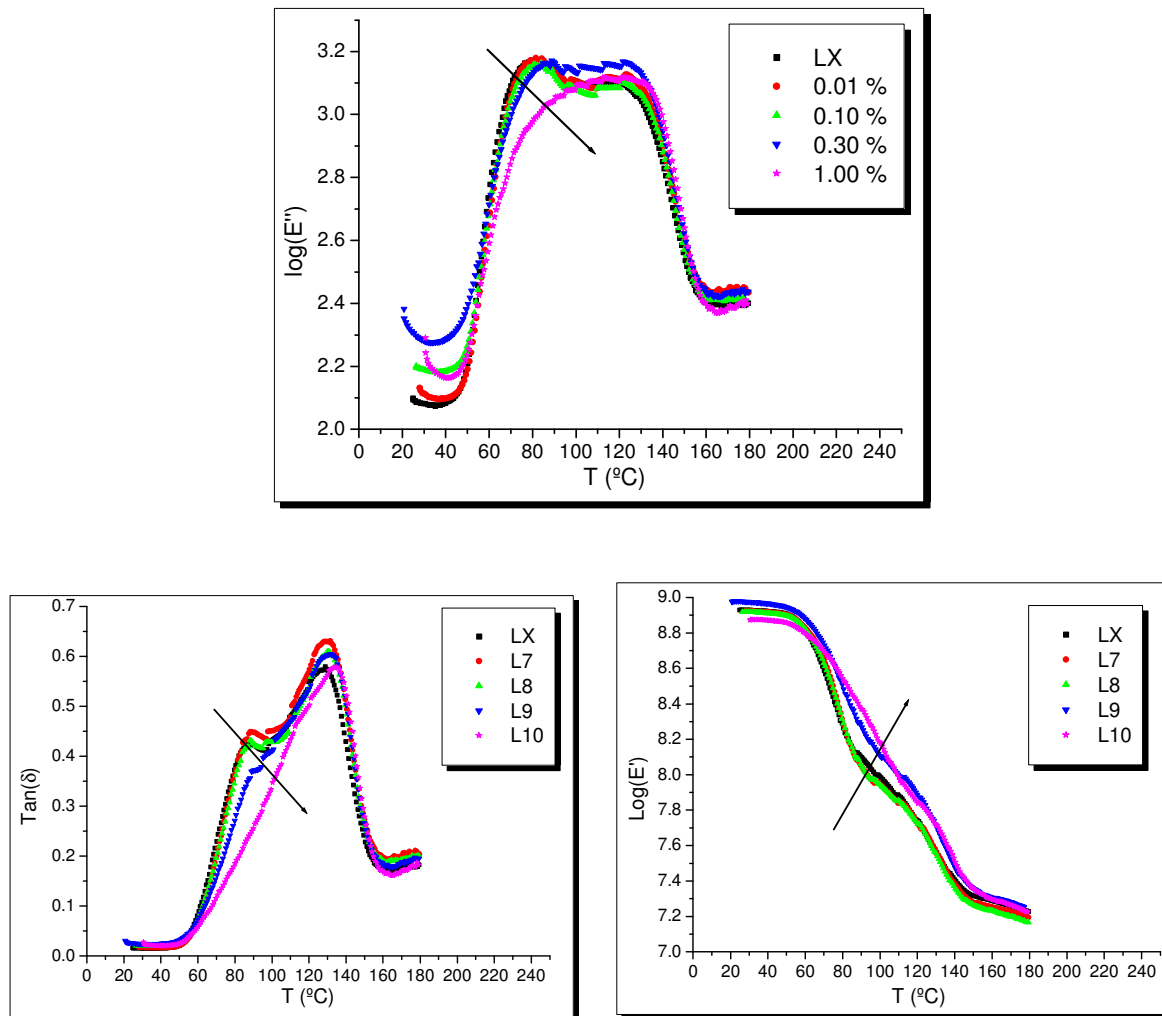 3.2
3.0
2.8
2.6
2.4
2.2
2.0
log(E")
0 20 40 60 80 100 120 140 160 180 200 220 240
T (ºC)
LX
0.01 %
0.10 %
0.30 %
1.00 %
0.7
0.6
0.5
0.4
0.3
0.2
0.1
0.0
Tan(δ)
0 20 40 60 80 100 120 140 160 180 200 220 240
T (ºC)
LX
L7
L8
L9
L10
9.0
8.8
8.6
8.4
8.2
8.0
7.8
7.6
7.4
7.2
7.0
Log(E')
0 20 40 60 80 100 120 140 160 180 200 220 240
T (ºC)
LX
L7
L8
L9
L10